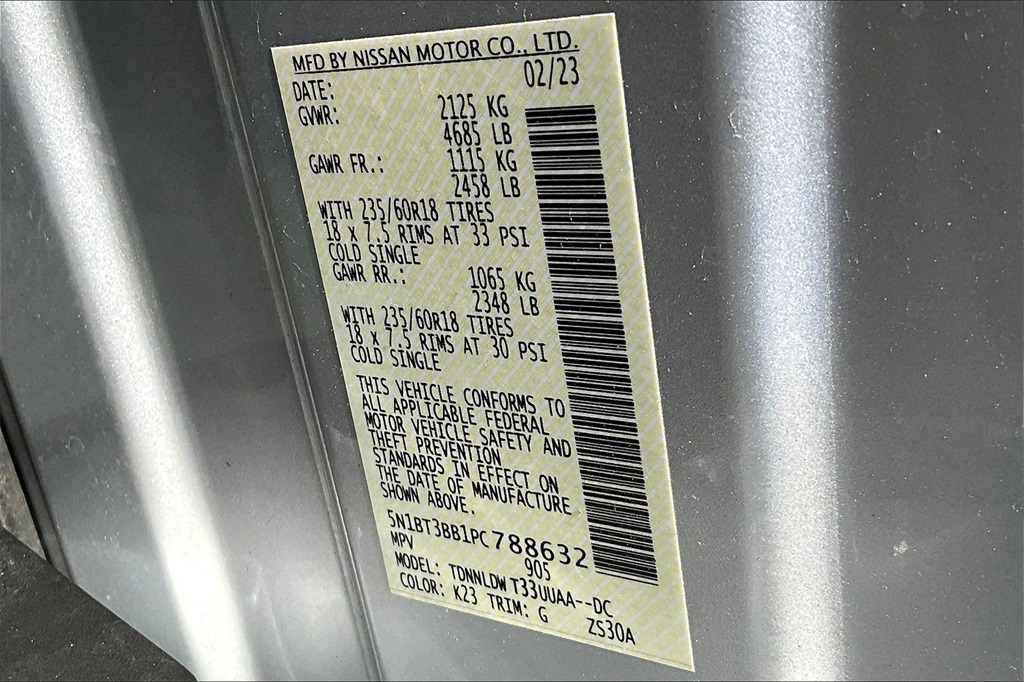 MFD BY NISSAN MOTOR CO., LTD.
DATE: 02/23
GVWR: 2125 KG
4685 LB
GAWR FR.: 1115 KG
2458 LB
WITH 235/60R18 TIRES
18 x 7.5 RIMS AT 33 PSI
COLD SINGLE
GAWR RR.: 1065 KG
2348 LB
WITH 235/60R18 TIRES
18 x 7.5 RIMS AT 30 PSI
COLD SINGLE
THIS VEHICLE CONFORMS TO
ALL APPLICABLE FEDERAL
MOTOR VEHICLE SAFETY AND
THEFT PREVENTION
STANDARDS IN EFFECT ON
THE DATE OF MANUFACTURE
SHOWN ABOVE.
5N1BT3BB1PC788632
MPV 905
MODEL: TDNNLDW T33UUAA--DC
COLOR: K23 TRIM: G ZS30A